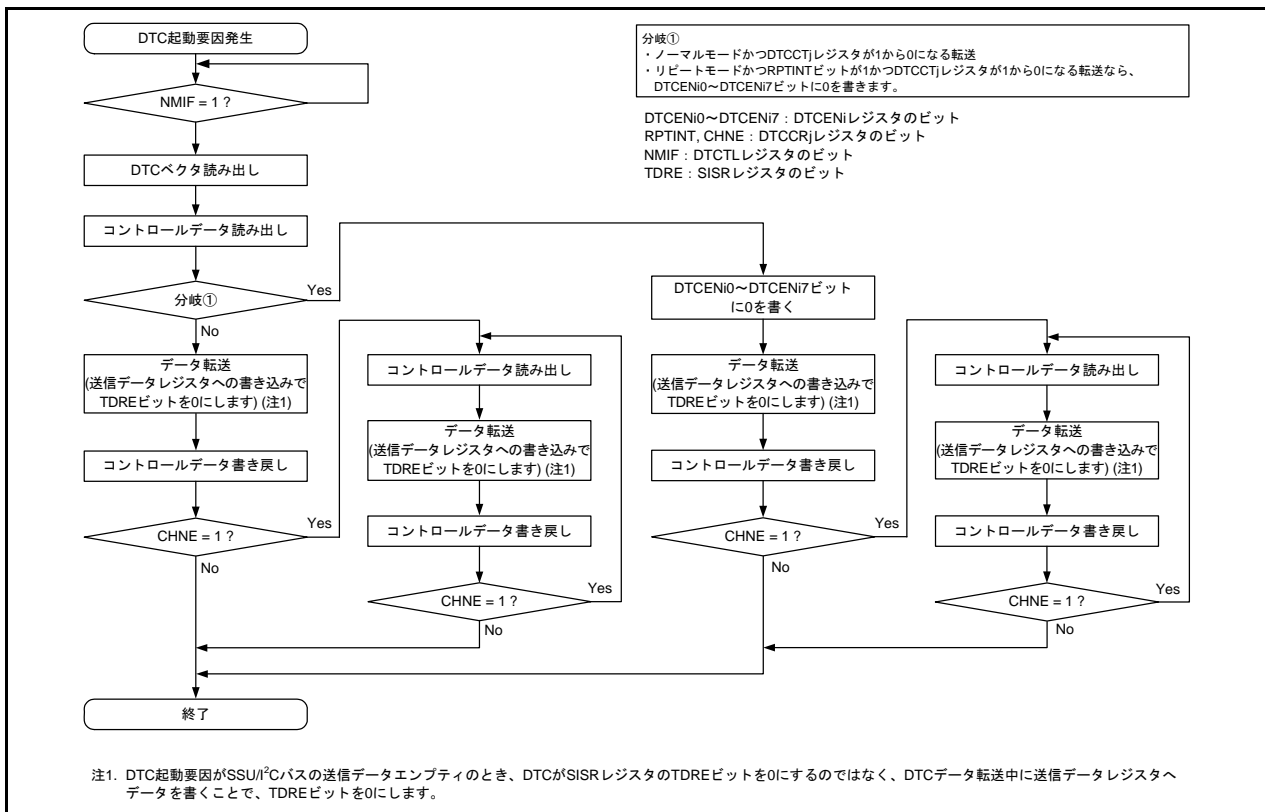 DTC起動要因発生
NMIF = 1 ?
DTCベクタ読み出し
コントロールデータ読み出し
分岐①
Yes
No
データ転送
(送信データレジスタへの書き込みで
TDREビットを0にします) (注1)
コントロールデータ書き戻し
CHNE = 1 ?
Yes
No
コントロールデータ読み出し
データ転送
(送信データレジスタへの書き込みで
TDREビットを0にします) (注1)
コントロールデータ書き戻し
CHNE = 1 ?
Yes
No
終了
分岐①
・ノーマルモードかつDTCCTjレジスタが1から0になる転送
・リピートモードかつRPTINTビットが1かつDTCCTjレジスタが1から0になる転送なら、
DTCENi0～DTCENi7ビットに0を書きます。
DTCENi0～DTCENi7：DTCENiレジスタのビット
RPTINT, CHNE：DTCCRjレジスタのビット
NMIF：DTCTLレジスタのビット
TDRE：SISRレジスタのビット
DTCENi0～DTCENi7ビット
に0を書く
データ転送
(送信データレジスタへの書き込みで
TDREビットを0にします) (注1)
コントロールデータ書き戻し
CHNE = 1 ?
Yes
No
コントロールデータ読み出し
データ転送
(送信データレジスタへの書き込みで
TDREビットを0にします) (注1)
コントロールデータ書き戻し
CHNE = 1 ?
Yes
No
注1. DTC起動要因がSSU/I²Cバスの送信データエンプティのとき、DTCがSISRレジスタのTDREビットを0にするのではなく、DTCデータ転送中に送信データレジスタへ
データを書くことで、TDREビットを0にします。